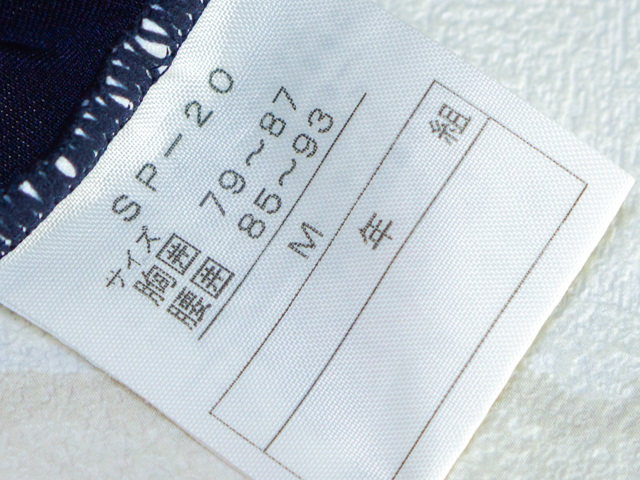 SP-20
サイズ
胸囲 79~87
腰囲 85~93
M
年 組